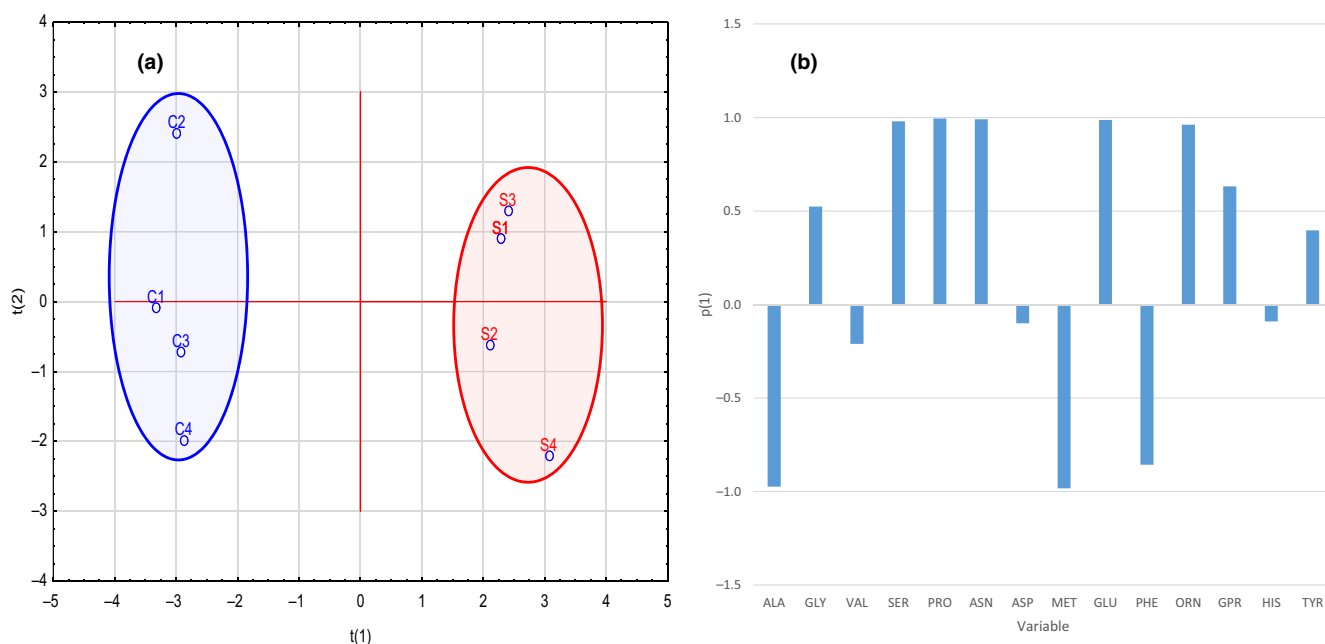 (a)
4
3
2
1
0
–1
–2
–3
–4
t(2)
–5 –4 –3 –2 –1 0 1 2 3 4 5
t(1)
C2
C1
C3
C4
S3
S1
S2
S4
(b)
1.5
1.0
0.5
0.0
–0.5
–1.0
–1.5
p(1)
ALA GLY VAL SER PRO ASN ASP MET GLU PHE ORN GPR HIS TYR
Variable